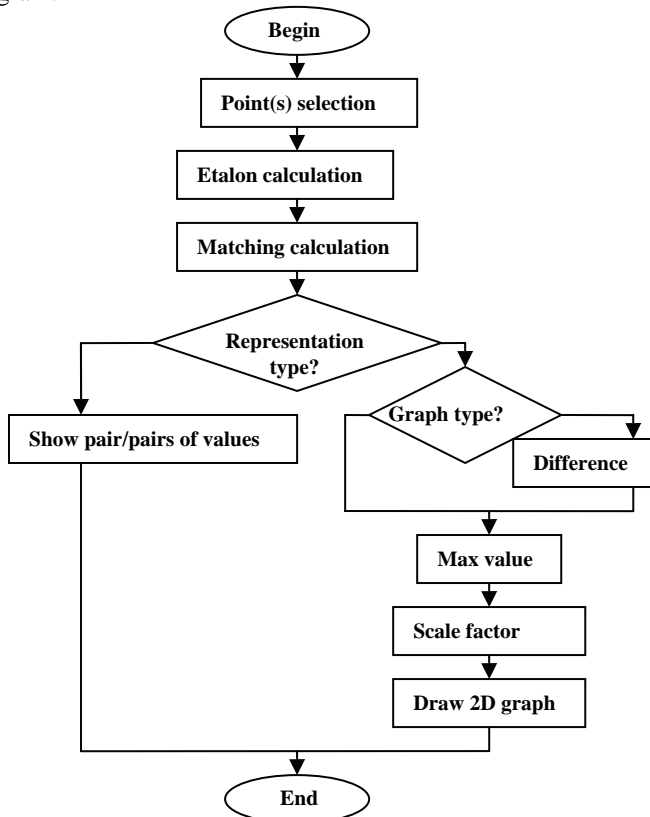 Begin
Point(s) selection
Etalon calculation
Matching calculation
Representation
type?
Graph type?
Show pair/pairs of values
Difference
Max value
Scale factor
Draw 2D graph
End